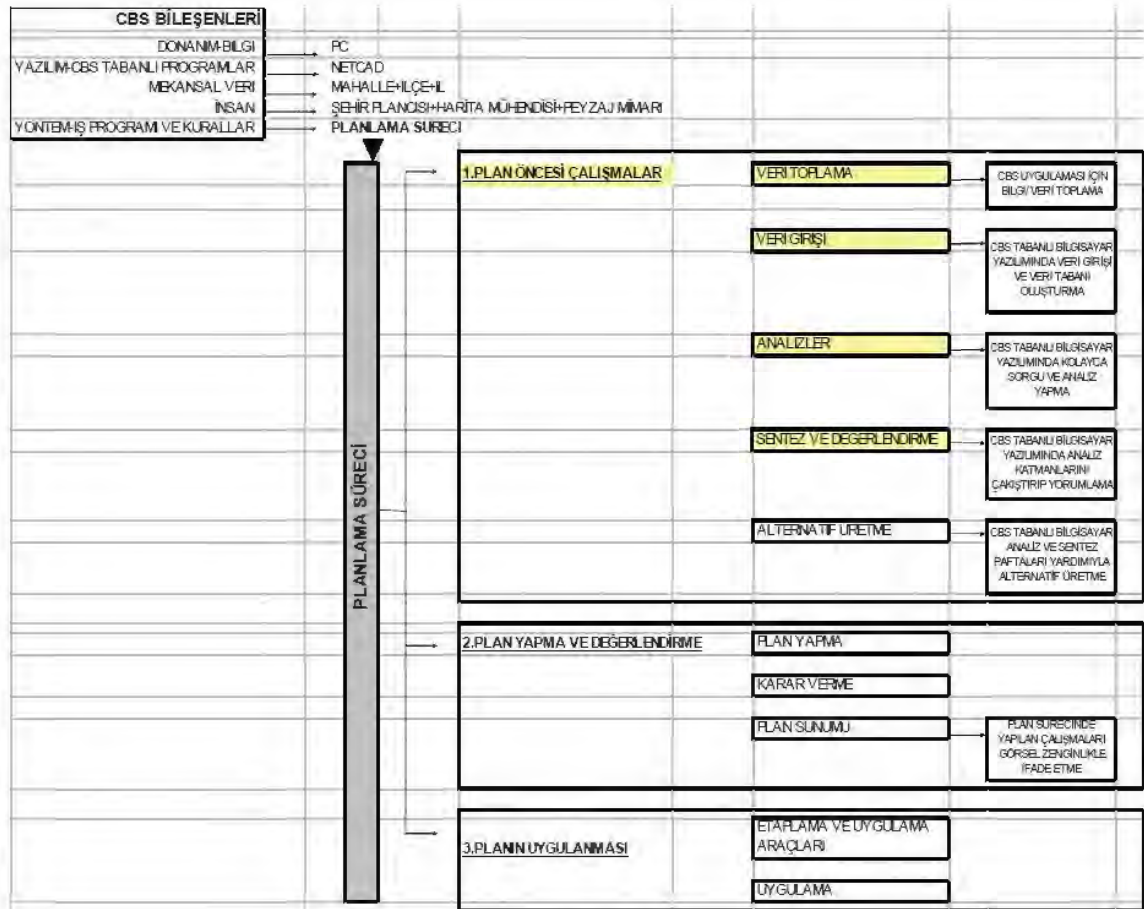 CBS BİLEŞENLERİ
DONANIM-BILGI
PC
YAZILIM-CBS TABANLI PROGRAMLAR
NETCAD
MEKANSAL VERİ
MAHALLE+İLÇE+İL
İNSAN
ŞEHİR PLANCISI+HARİTA MÜHENDİSİ+PEYZAJ MİMARI
YÖNTEM-İŞ PROGRAMI VE KURALLAR
PLANLAMA SÜRECİ
PLANLAMA SÜRECİ
1.PLAN ÖNCESİ ÇALIŞMALAR
VERİ TOPLAMA
CBS UYGULAMASI İÇİN
BİLGİ/VERİ TOPLAMA
VERİ GİRİŞİ
CBS TABANLI BİLGİSAYAR
YAZILIMINDA VERİ GİRİŞİ
VE VERİ TABANI
OLUŞTURMA
ANALİZLER
CBS TABANLI BİLGİSAYAR
YAZILIMINDA KOLAYCA
SORGU VE ANALİZ
YAPMA
SENTEZ VE DEĞERLENDİRME
CBS TABANLI BİLGİSAYAR
YAZILIMINDA ANALİZ
KATMANLARINI
ÇAKIŞTIRIP YORUMLAMA
ALTERNATİF ÜRETME
CBS TABANLI BİLGİSAYAR
ANALİZ VE SENTEZ
PAFTALARI YARDIMIYLA
ALTERNATİF ÜRETME
2.PLAN YAPMA VE DEĞERLENDİRME
PLAN YAPMA
KARAR VERME
PLAN SUNUMU
PLAN SÜRECİNDE
YAPILAN ÇALIŞMALARI
GÖRSEL ZENGİNLİKLE
İFADE ETME
3.PLANIN UYGULANMASI
ETAPLAMA VE UYGULAMA
ARAÇLARI
UYGULAMA